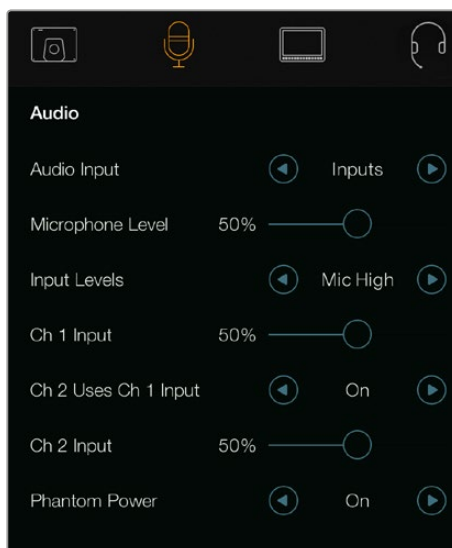 Audio
Audio Input Inputs
Microphone Level 50%
Input Levels Mic High
Ch 1 Input 50%
Ch 2 Uses Ch 1 Input On
Ch 2 Input 50%
Phantom Power On